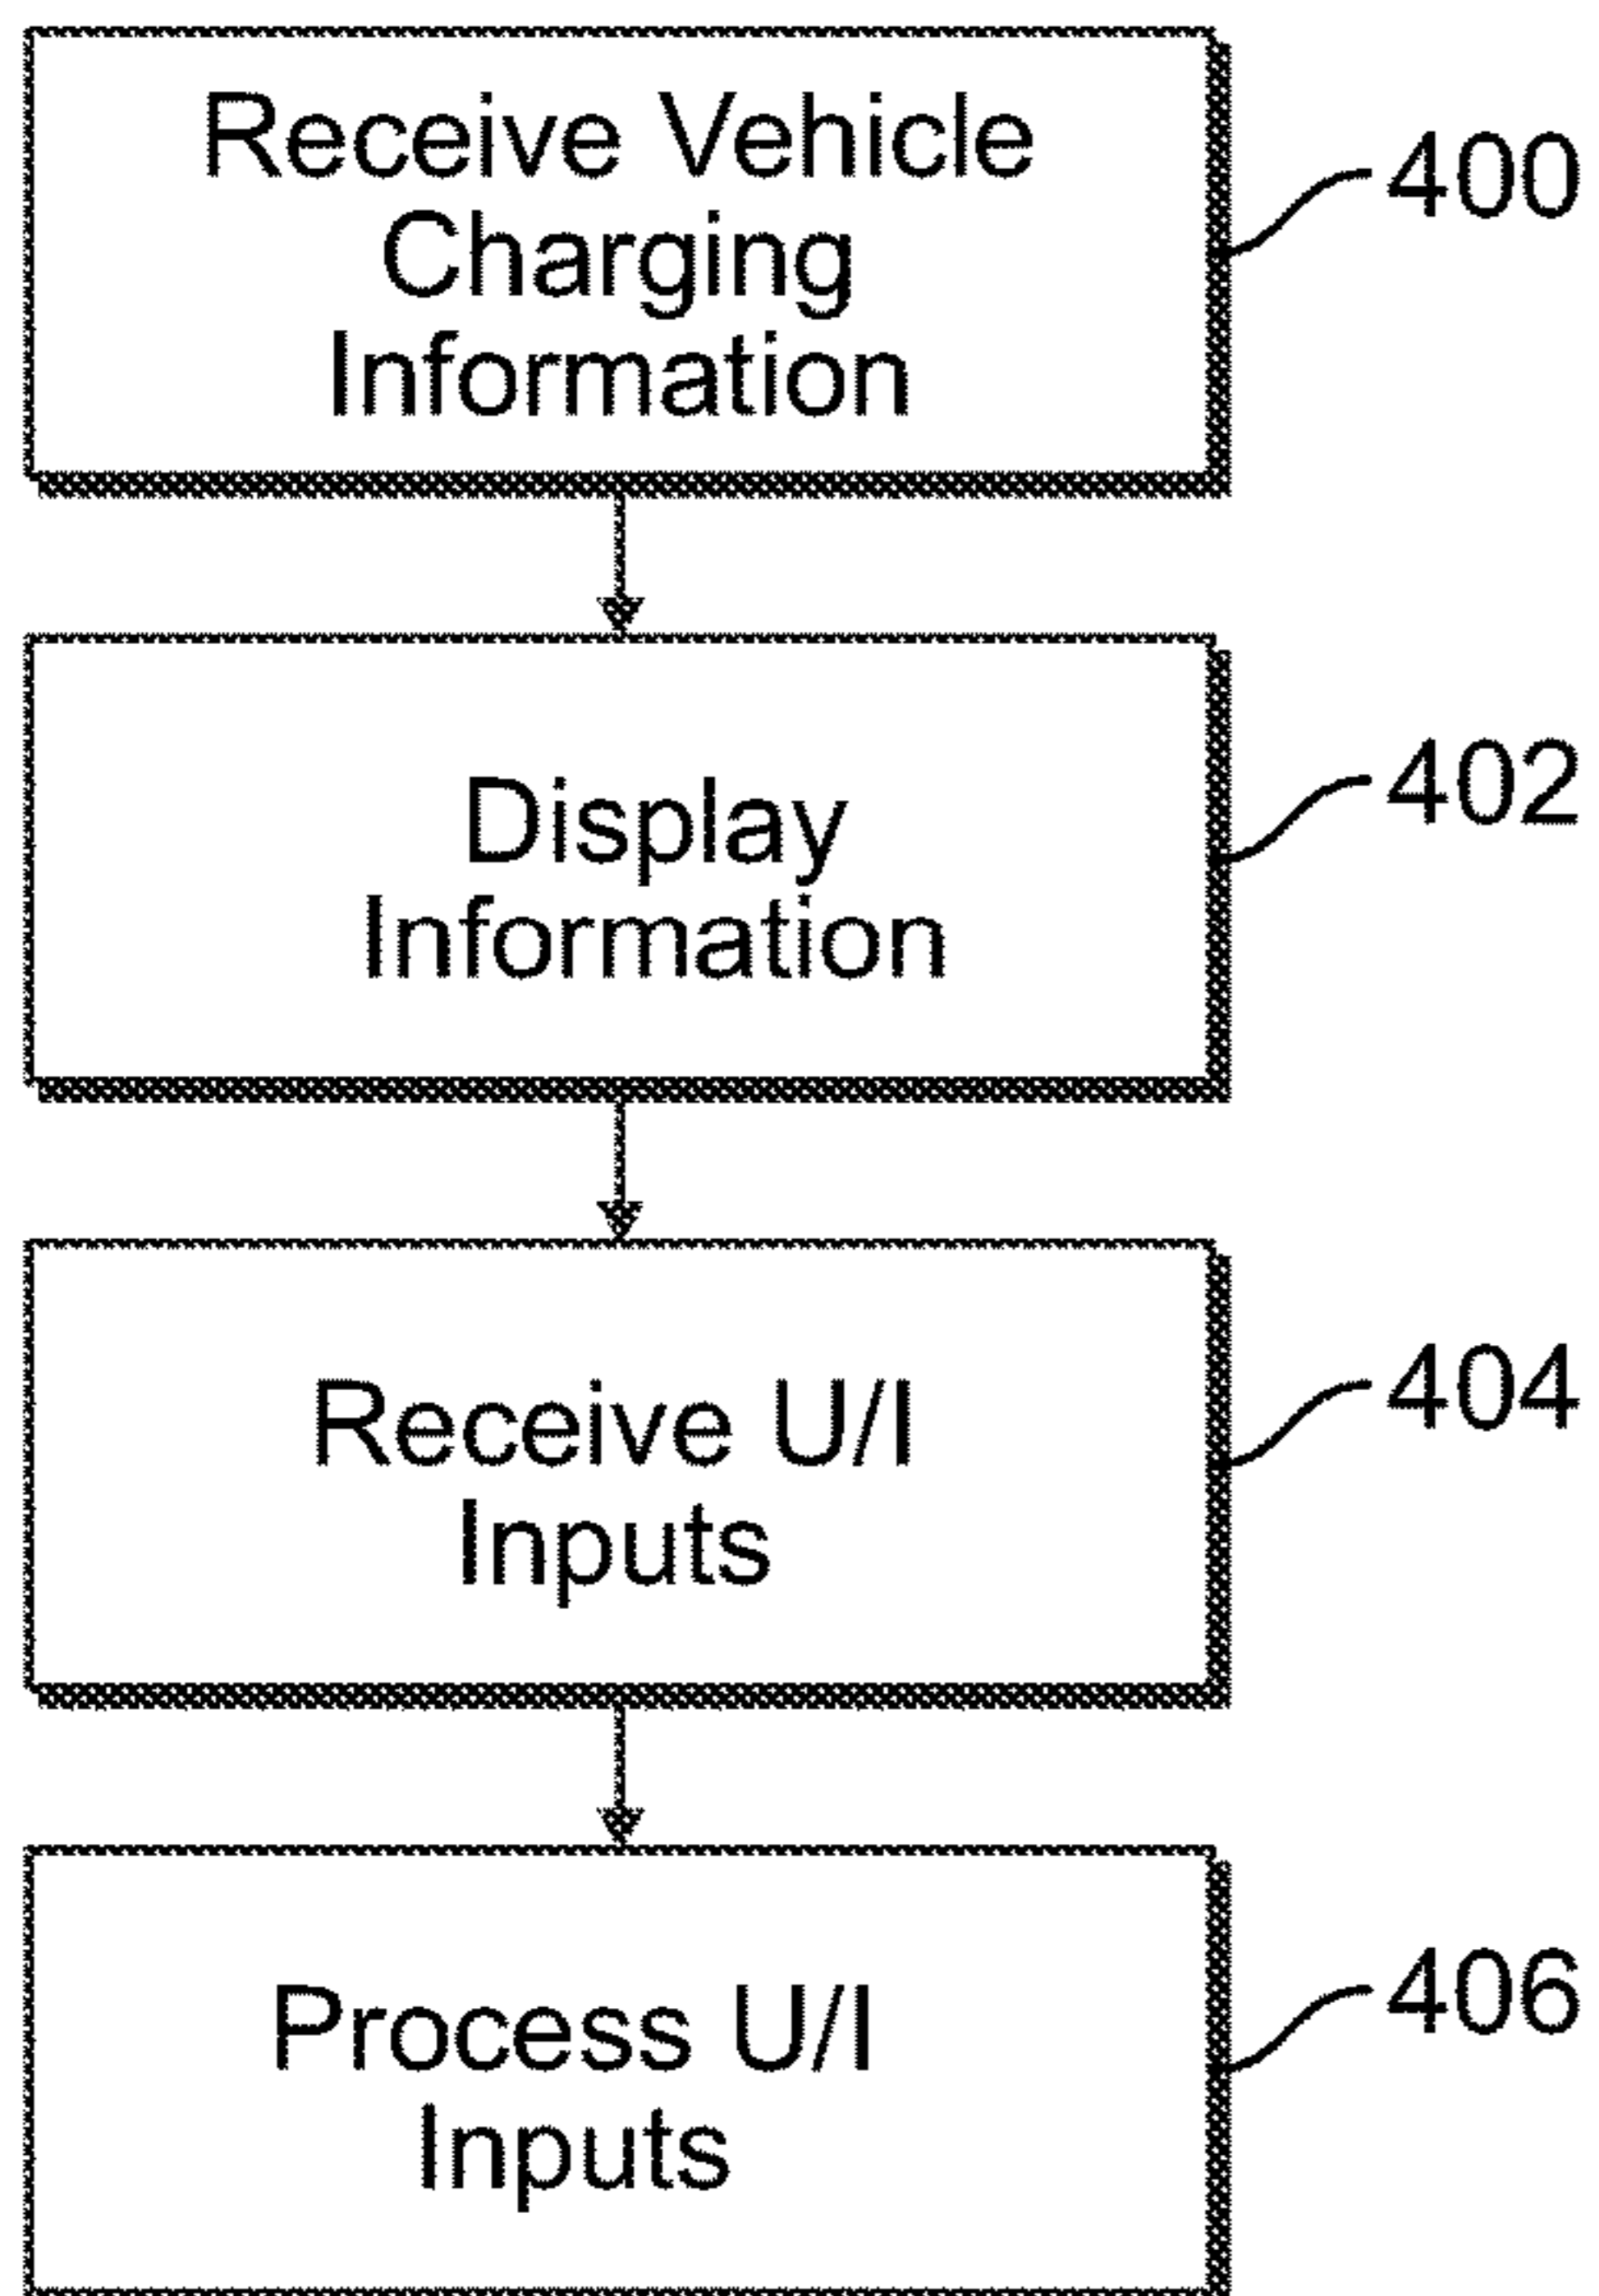 Receive Vehicle
Charging
Information
400
Display
Information
402
Receive U/I
Inputs
404
Process U/I
Inputs
406